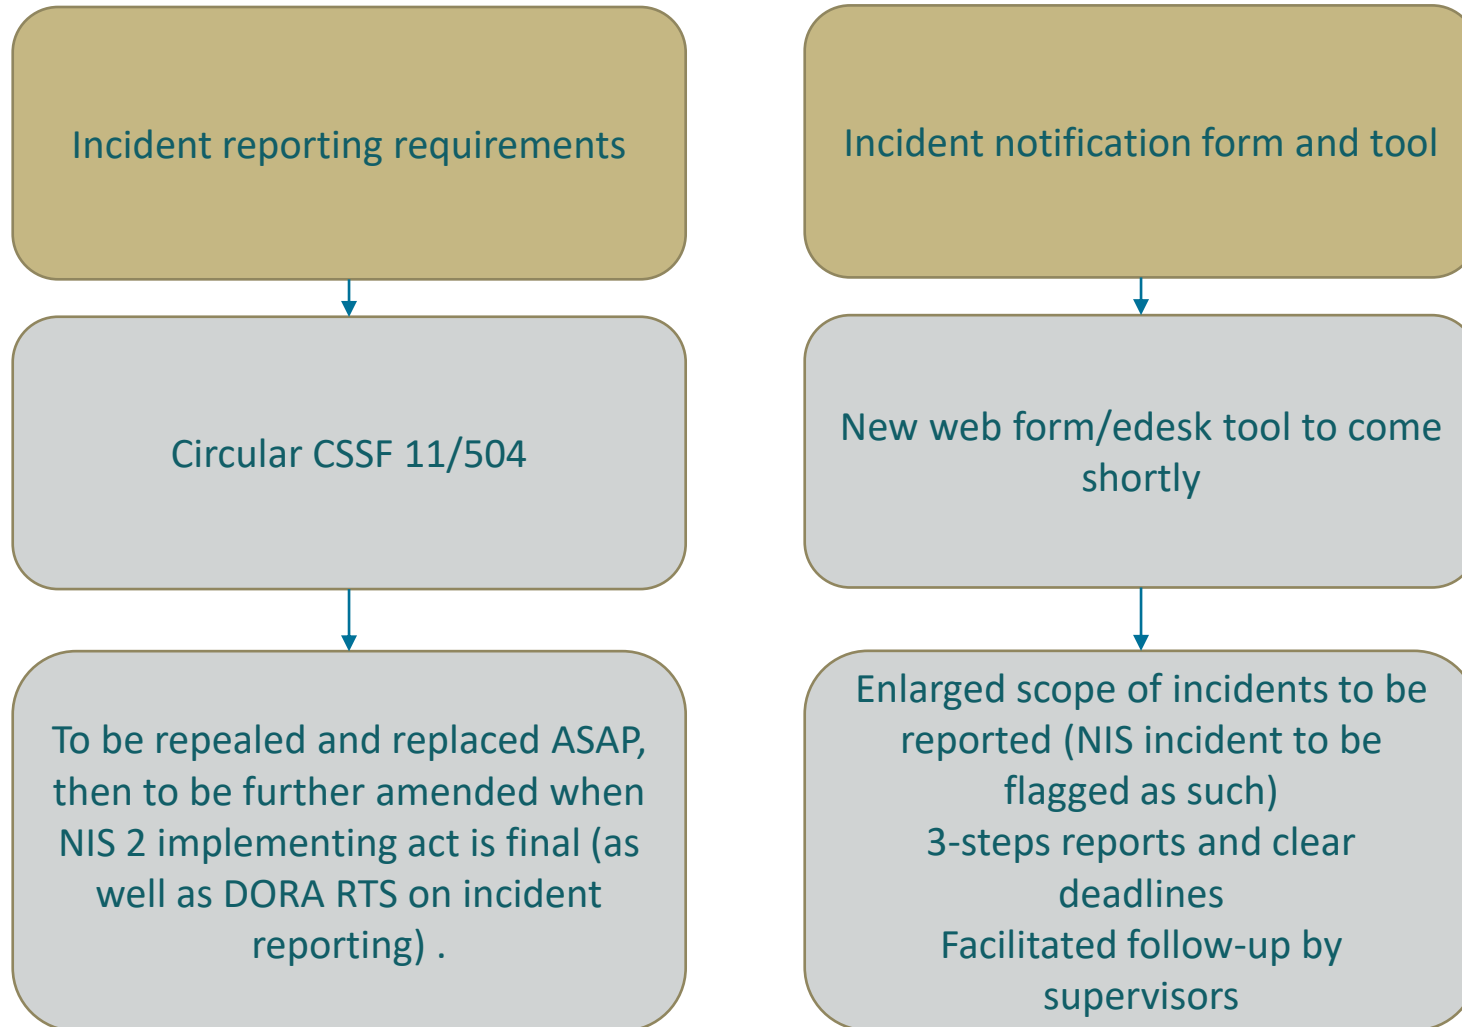 Incident reporting requirements
Circular CSSF 11/504
To be repealed and replaced ASAP,
then to be further amended when
NIS 2 implementing act is final (as
well as DORA RTS on incident
reporting) .
Incident notification form and tool
New web form/edesk tool to come
shortly
Enlarged scope of incidents to be
reported (NIS incident to be
flagged as such)
3-steps reports and clear
deadlines
Facilitated follow-up by
supervisors